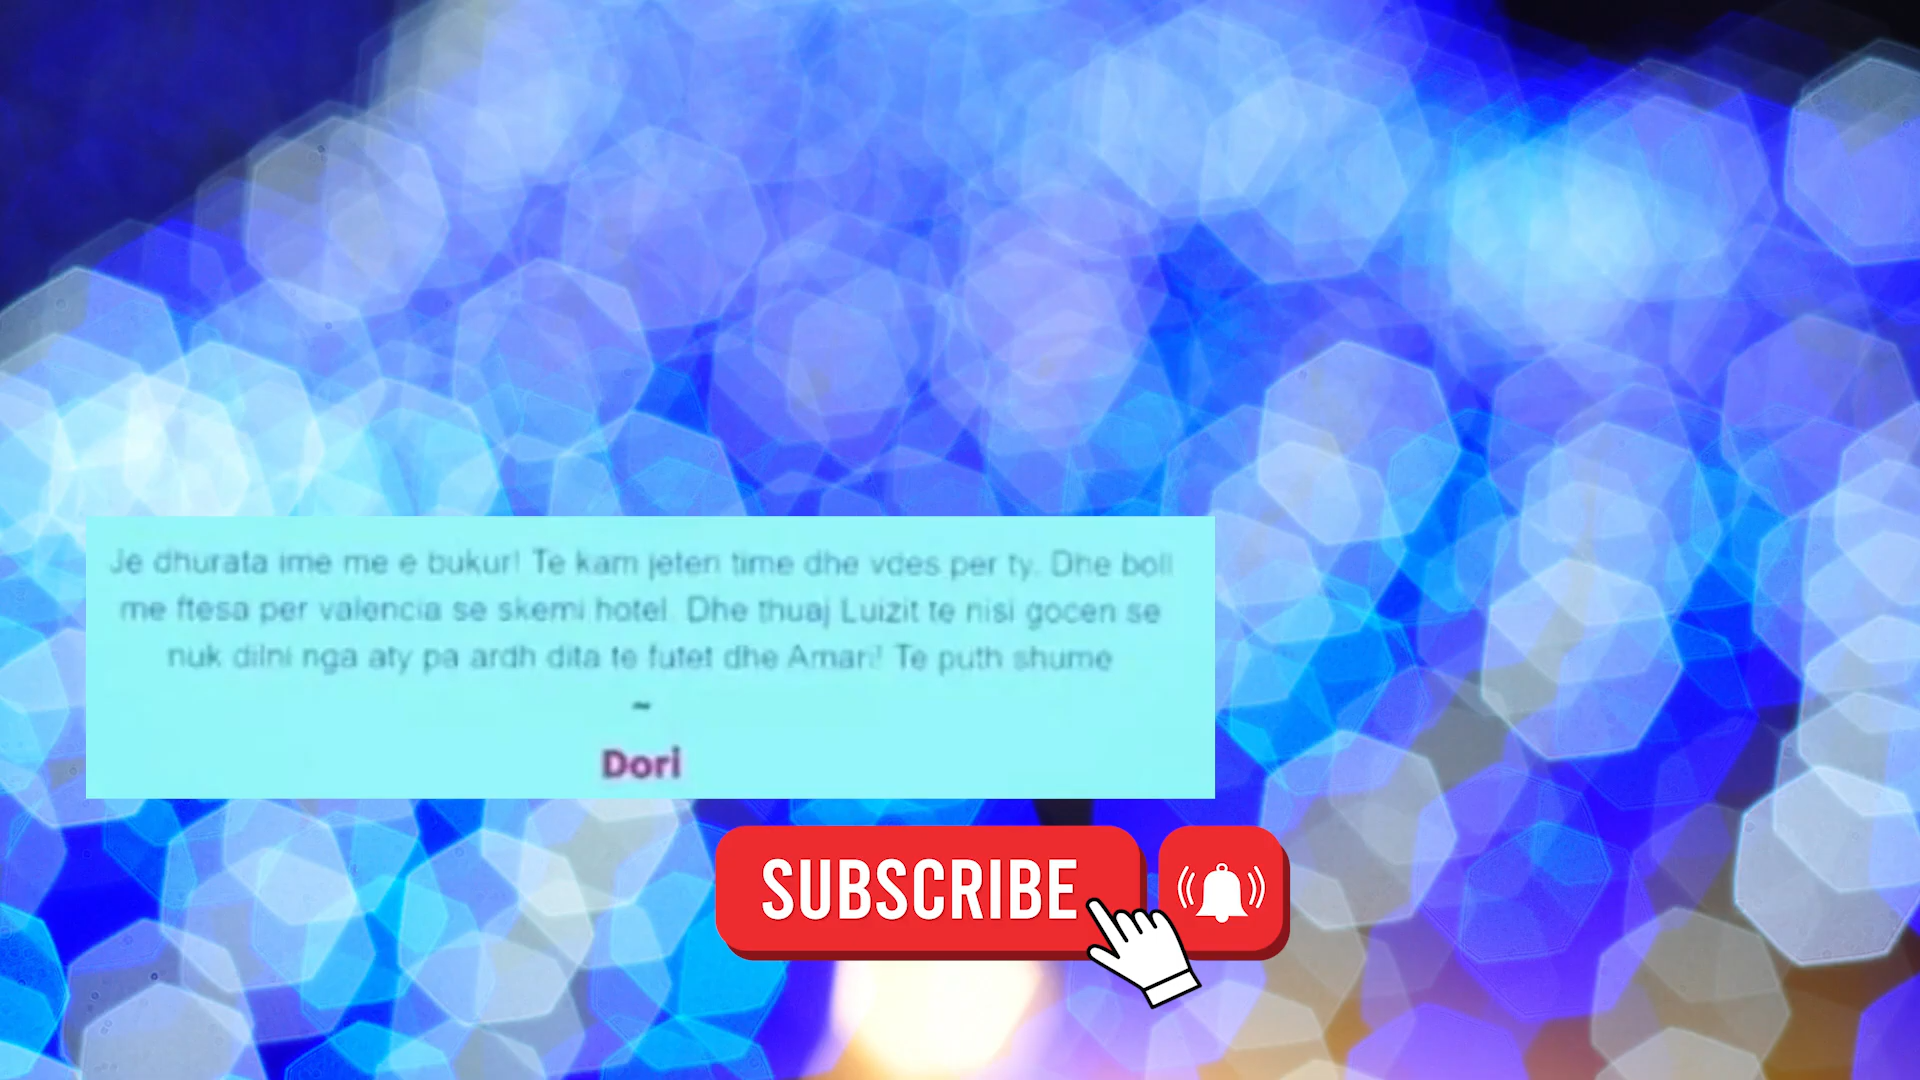 Je dhurata ime me e bukur! Te kam jeten time dhe vdes per ty. Dhe boll
me ftesa per valencia se skemi hotel. Dhe thuaj Luizit te nisi gocen se
nuk dilni nga aty pa ardh dita te futet dhe Amari! Te puth shume
~
Dori
SUBSCRIBE